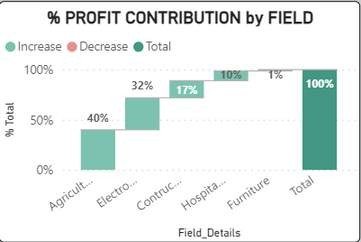 % PROFIT CONTRIBUTION by FIELD
Increase Decrease Total
100%
50%
0%
% Total
40%
32%
17%
10%
1%
100%
Agricult...
Electro...
Contruc...
Hospita...
Furniture
Total
Field_Details